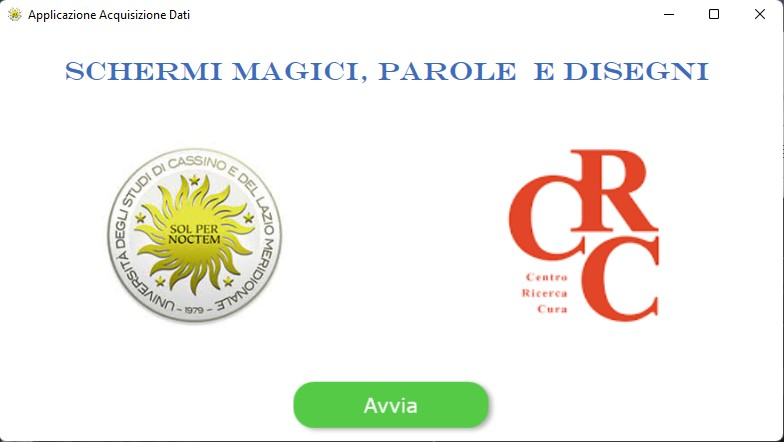 Applicazione Acquisizione Dati
SCHERMI MAGICI, PAROLE E DISEGNI
UNIVERSITÀ DEGLI STUDI DI CASSINO E DEL LAZIO MERIDIONALE
SOL PER
NOCTEM
- 1979 -
CRC
Centro
Ricerca
Cura
Avvia